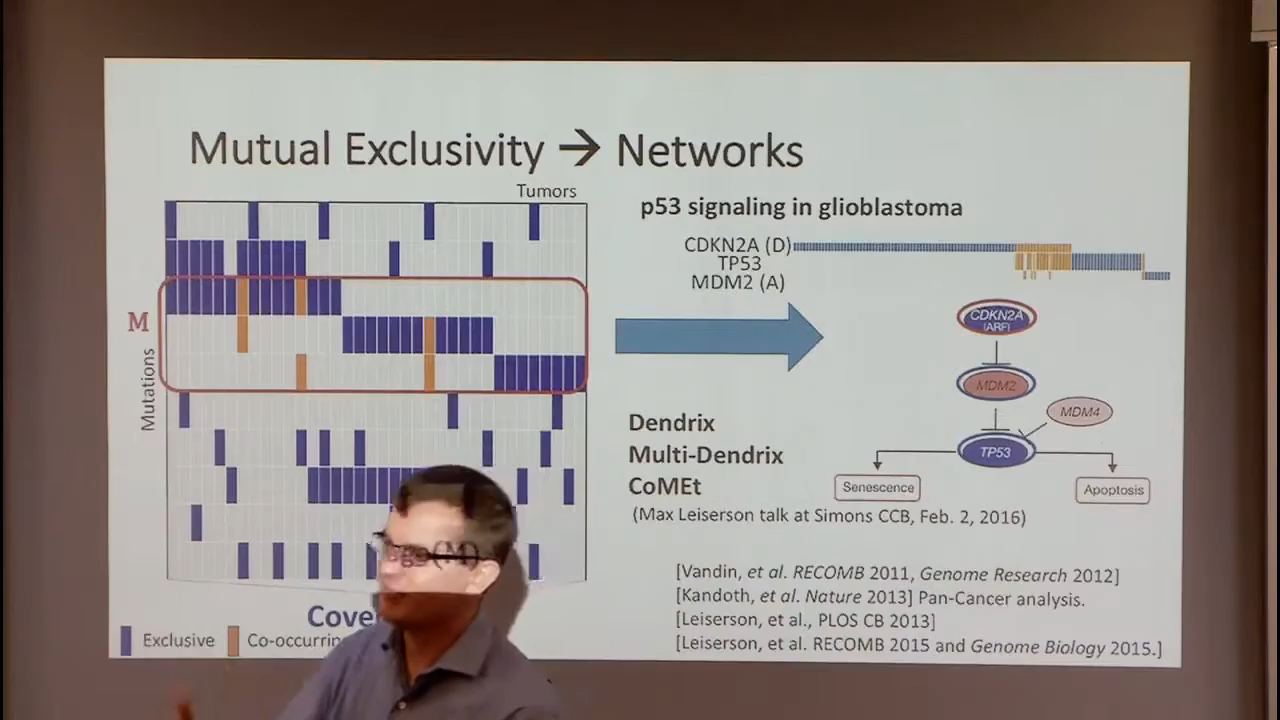 Mutual Exclusivity → Networks
Tumors
M
Mutations
p53 signaling in glioblastoma
CDKN2A (D)
TP53
MDM2 (A)
CDKN2A
(ARF)
MDM2
MDM4
TP53
Senescence
Apoptosis
Dendrix
Multi-Dendrix
CoMEt
(Max Leiserson talk at Simons CCB, Feb. 2, 2016)
[Vandin, et al. RECOMB 2011, Genome Research 2012]
[Kandoth, et al. Nature 2013] Pan-Cancer analysis.
[Leiserson, et al., PLOS CB 2013]
[Leiserson, et al. RECOMB 2015 and Genome Biology 2015.]
(M)
Exclusive
Co-occurring